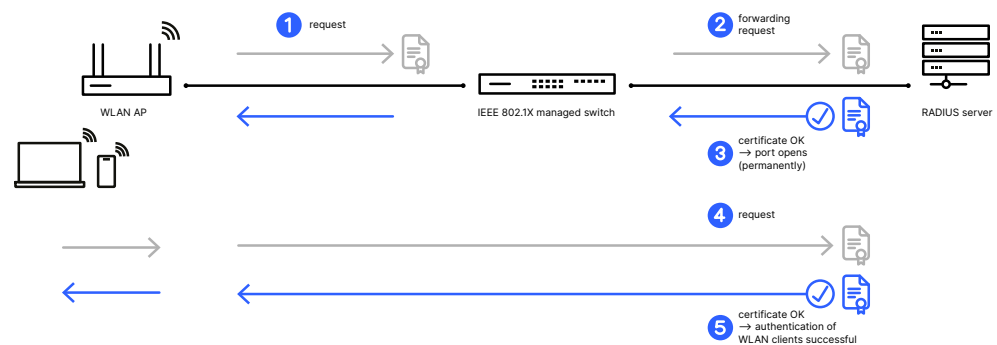 1 request
2 forwarding
request
WLAN AP
IEEE 802.1X managed switch
RADIUS server
3 certificate OK
→ port opens
(permanently)
4 request
5 certificate OK
→ authentication of
WLAN clients successful